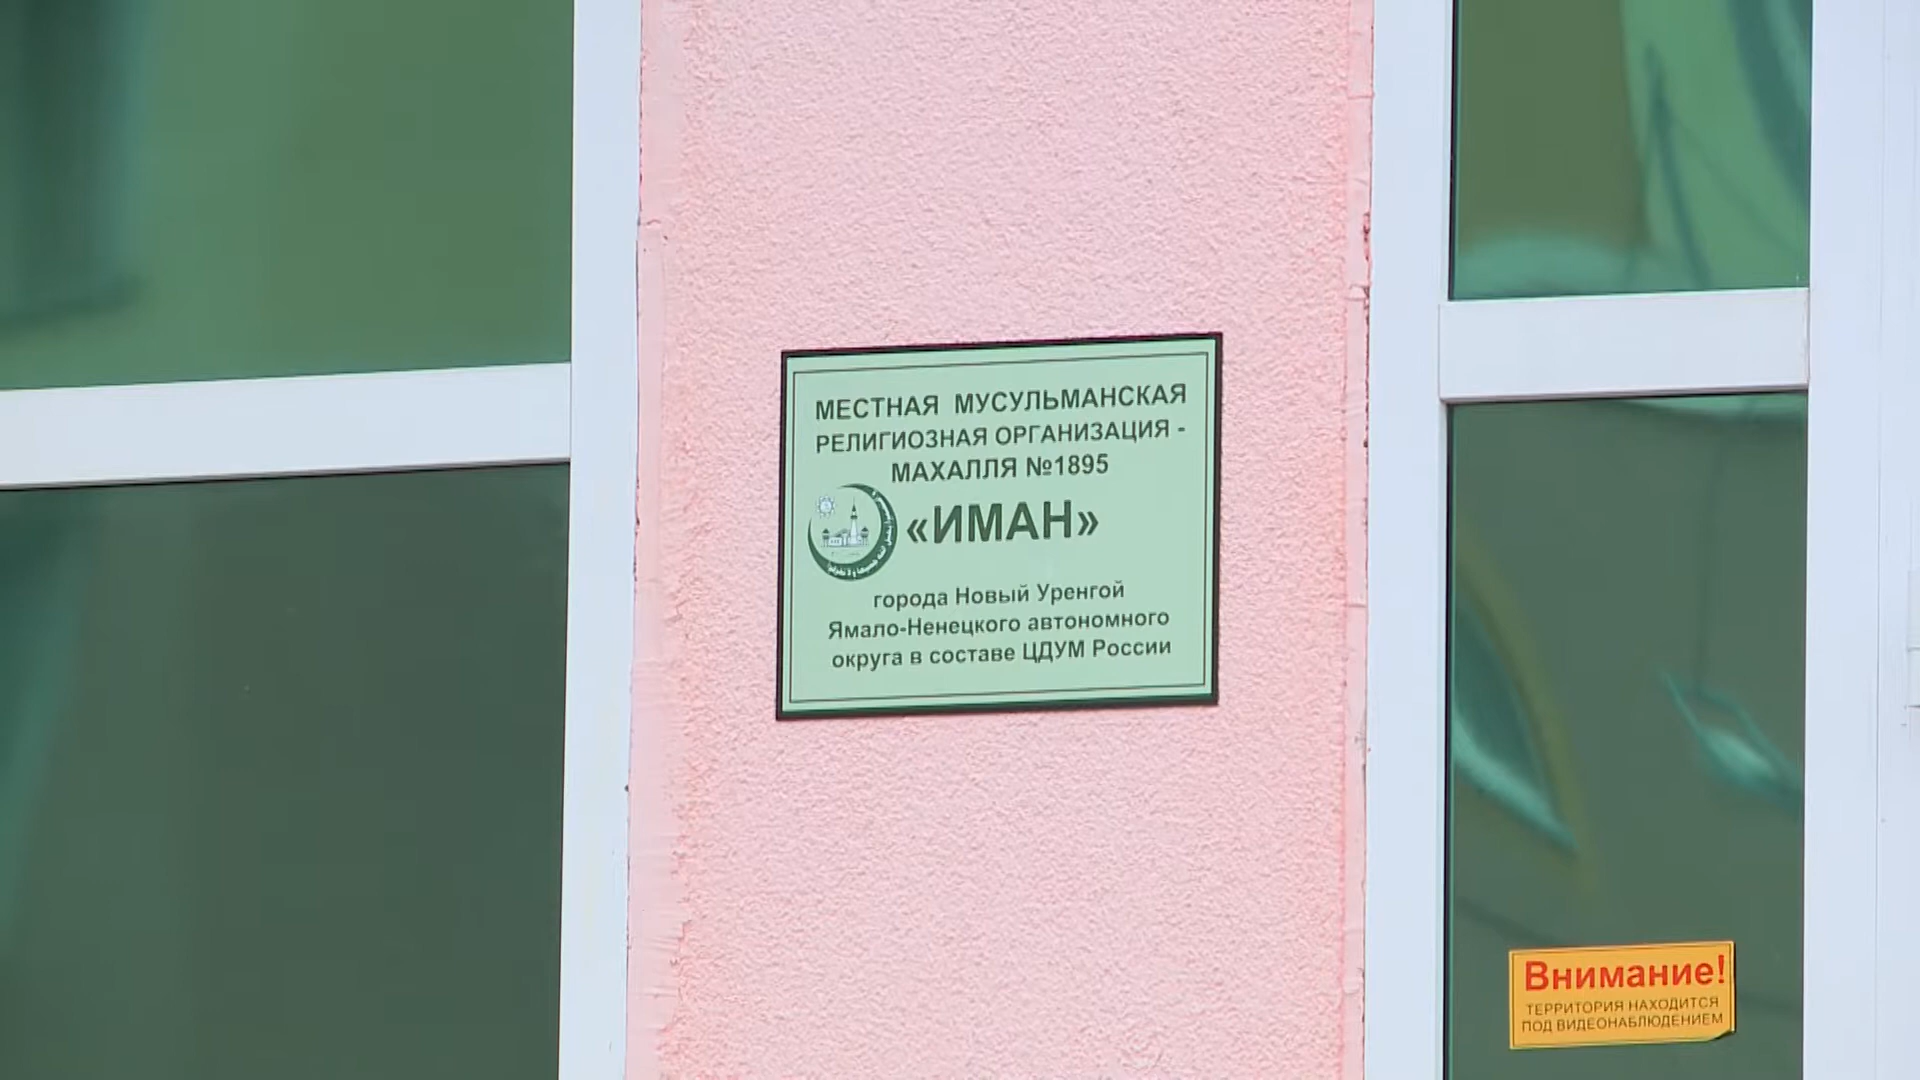 МЕСТНАЯ МУСУЛЬМАНСКАЯ
РЕЛИГИОЗНАЯ ОРГАНИЗАЦИЯ -
МАХАЛЛЯ №1895
«ИМАН»
города Новый Уренгой
Ямало-Ненецкого автономного
округа в составе ЦДУМ России
Внимание!
ТЕРРИТОРИЯ НАХОДИТСЯ
ПОД ВИДЕОНАБЛЮДЕНИЕМ